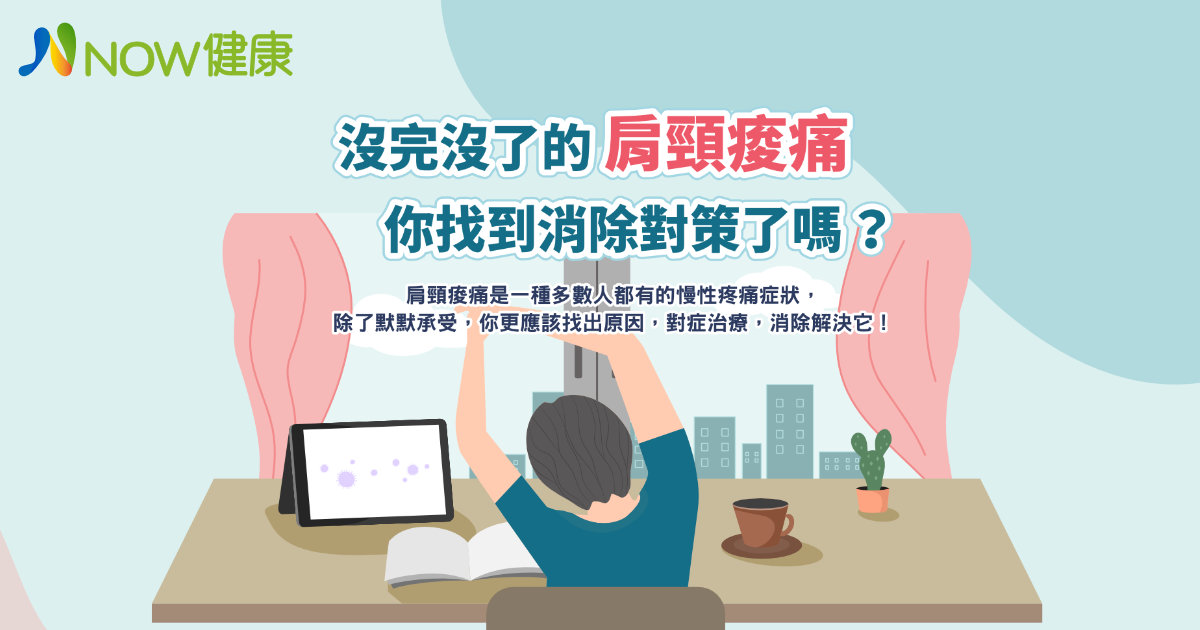 NOW健康
沒完沒了的肩頸痠痛
你找到消除對策了嗎？
肩頸痠痛是一種多數人都有的慢性疼痛症狀，
除了默默承受，你更應該找出原因，對症治療，消除解決它！